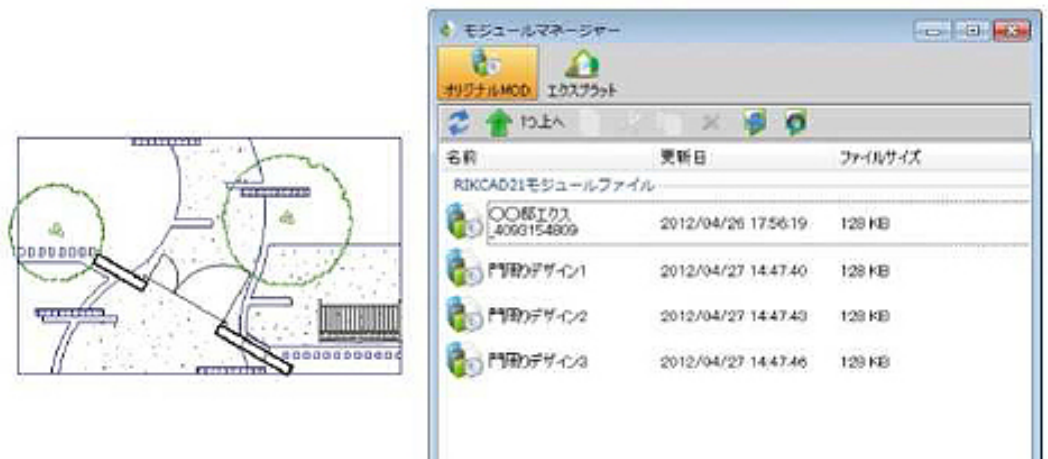 モジュールマネージャー
オリジナルMOD エクスプラット
1つ上へ
名前 更新日 ファイルサイズ
RIKCAD21モジュールファイル
〇〇邸エクス
_4093154809 2012/04/26 17:56:19 128 KB
門周りデザイン1 2012/04/27 14:47:40 128 KB
門周りデザイン2 2012/04/27 14:47:43 128 KB
門周りデザイン3 2012/04/27 14:47:46 128 KB